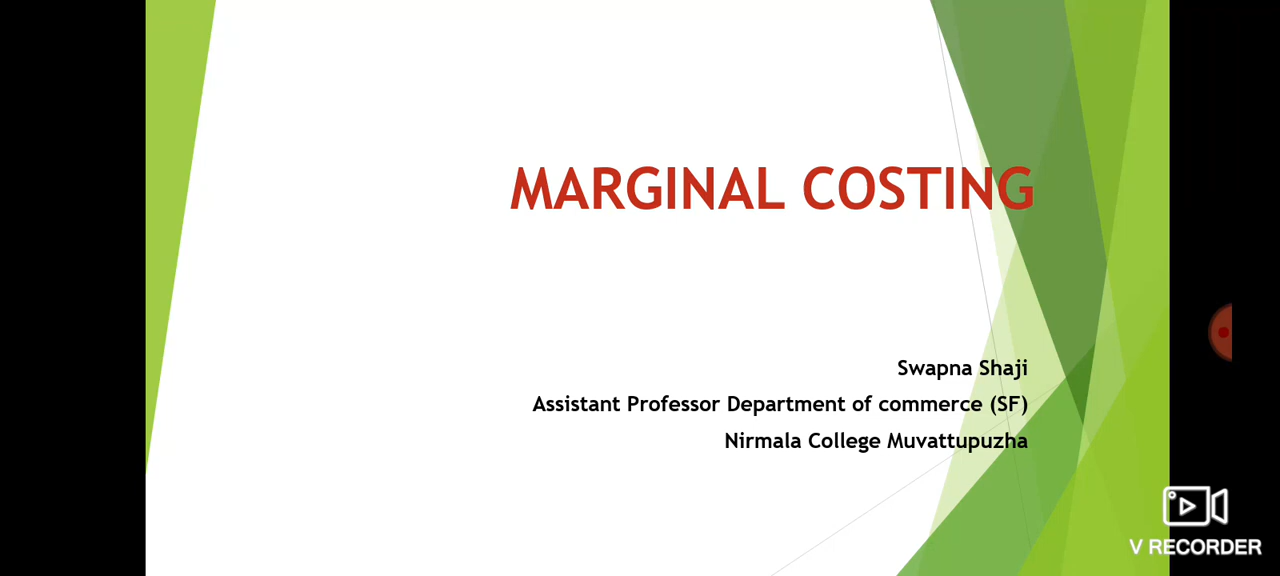 MARGINAL COSTING
Swapna Shaji
Assistant Professor Department of commerce (SF)
Nirmala College Muvattupuzha
V RECORDER